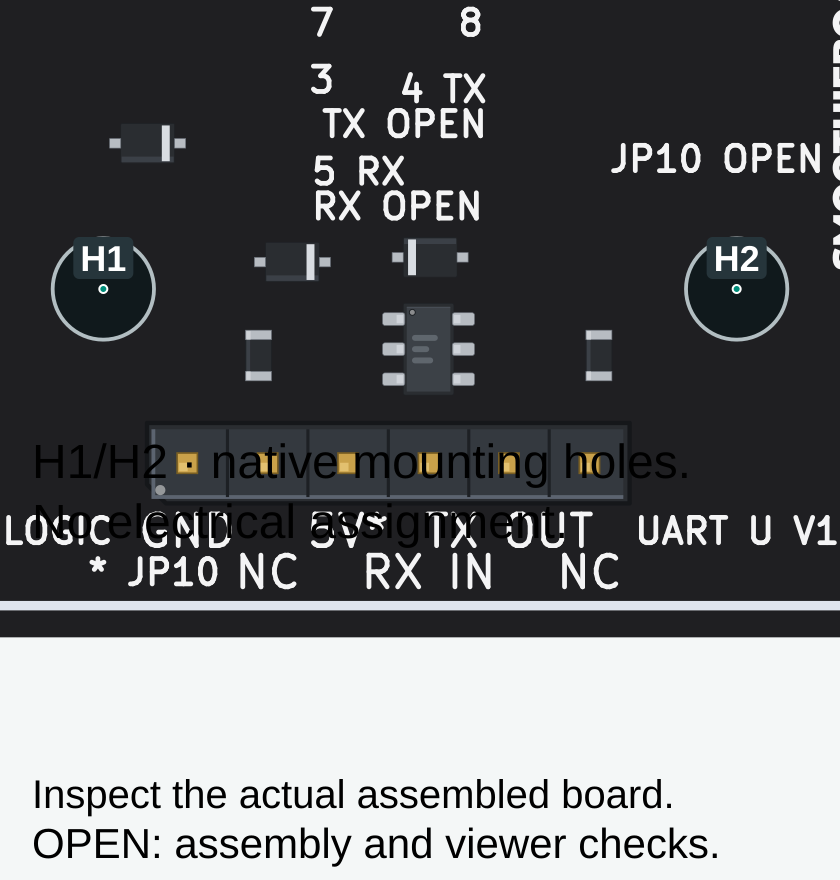 7 8
3 4 TX
TX OPEN
JP10 OPEN
5 RX
RX OPEN
H1 H2
H1/H2 · native mounting holes.
No electrical assignment.
LOGIC GND 5V* TX OUT UART U V1
* JP10 NC RX IN NC
Inspect the actual assembled board.
OPEN: assembly and viewer checks.